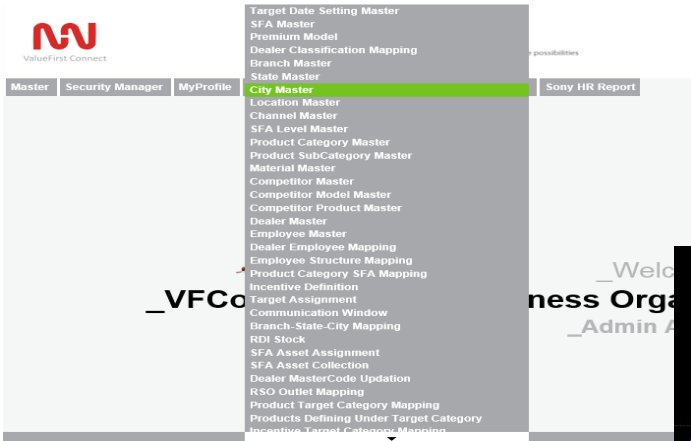 ValueFirst Connect
r possibilities
Master
Security Manager
MyProfile
Sony HR Report
Target Date Setting Master
SFA Master
Premium Model
Dealer Classification Mapping
Branch Master
State Master
City Master
Location Master
Channel Master
SFA Level Master
Product Category Master
Product SubCategory Master
Material Master
Competitor Master
Competitor Model Master
Competitor Product Master
Dealer Master
Employee Master
Dealer Employee Mapping
Employee Structure Mapping
Product Category SFA Mapping
Incentive Definition
Target Assignment
Communication Window
Branch-State-City Mapping
RDI Stock
SFA Asset Assignment
SFA Asset Collection
Dealer MasterCode Updation
RSO Outlet Mapping
Product Target Category Mapping
Products Defining Under Target Category
Incentive Target Category Mapping
_Welc
_VFCo ness Orga
_Admin A